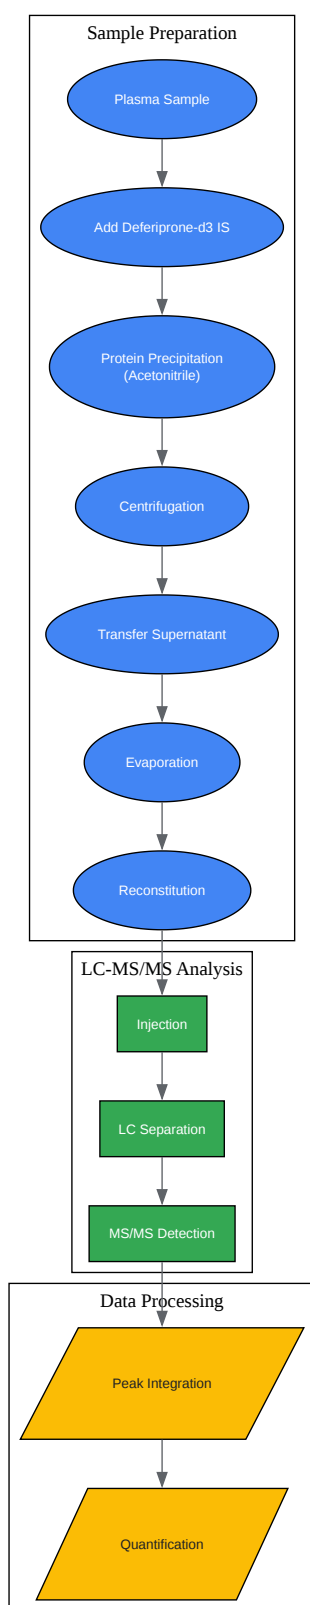 Sample Preparation
Plasma Sample
Add Deferiprone-d3 IS
Protein Precipitation
(Acetonitrile)
Centrifugation
Transfer Supernatant
Evaporation
Reconstitution
LC-MS/MS Analysis
Injection
LC Separation
MS/MS Detection
Data Processing
Peak Integration
Quantification